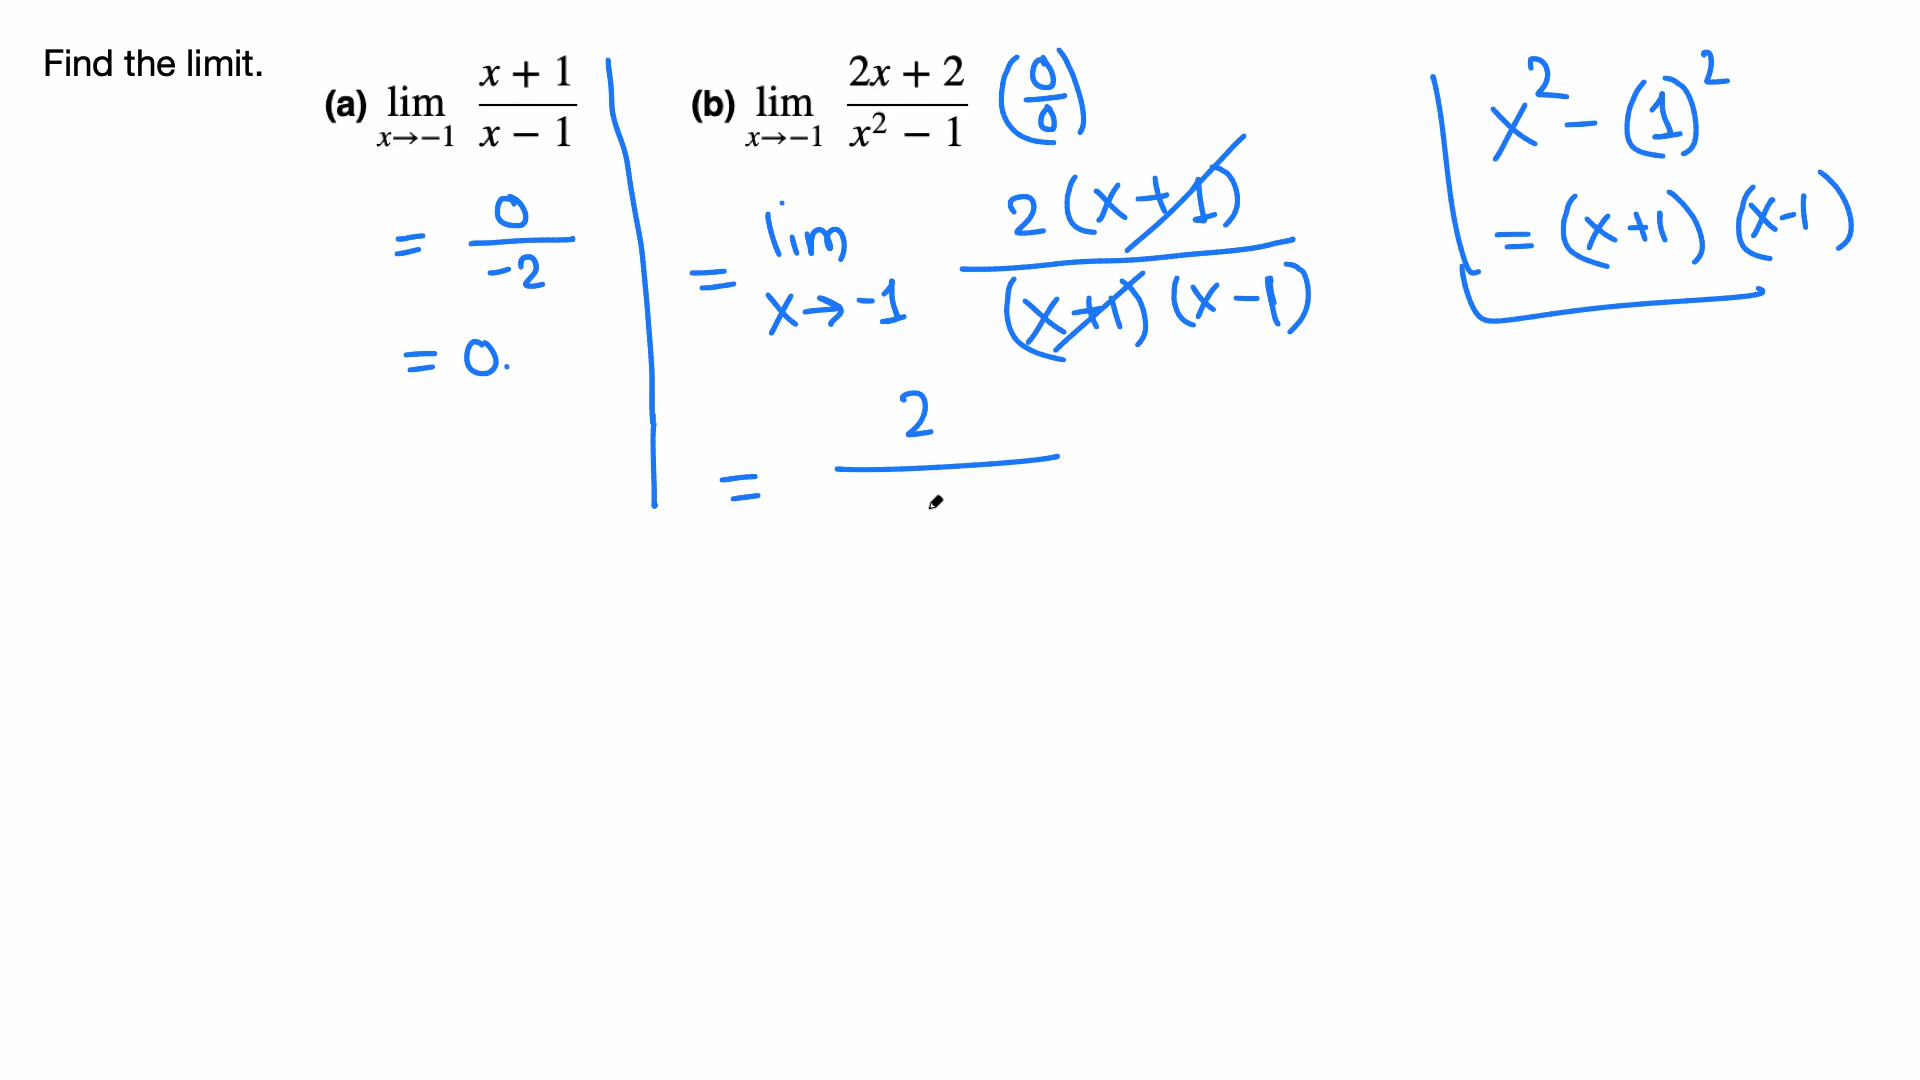 Find the limit.
(a) lim x→−1 x + 1 / x − 1
= 0 / -2
= 0.
(b) lim x→−1 2x + 2 / x² − 1 (0/0)
= lim x→-1 2(x+1) / (x+1)(x-1)
= 2 /
x² - (1)²
= (x+1)(x-1)